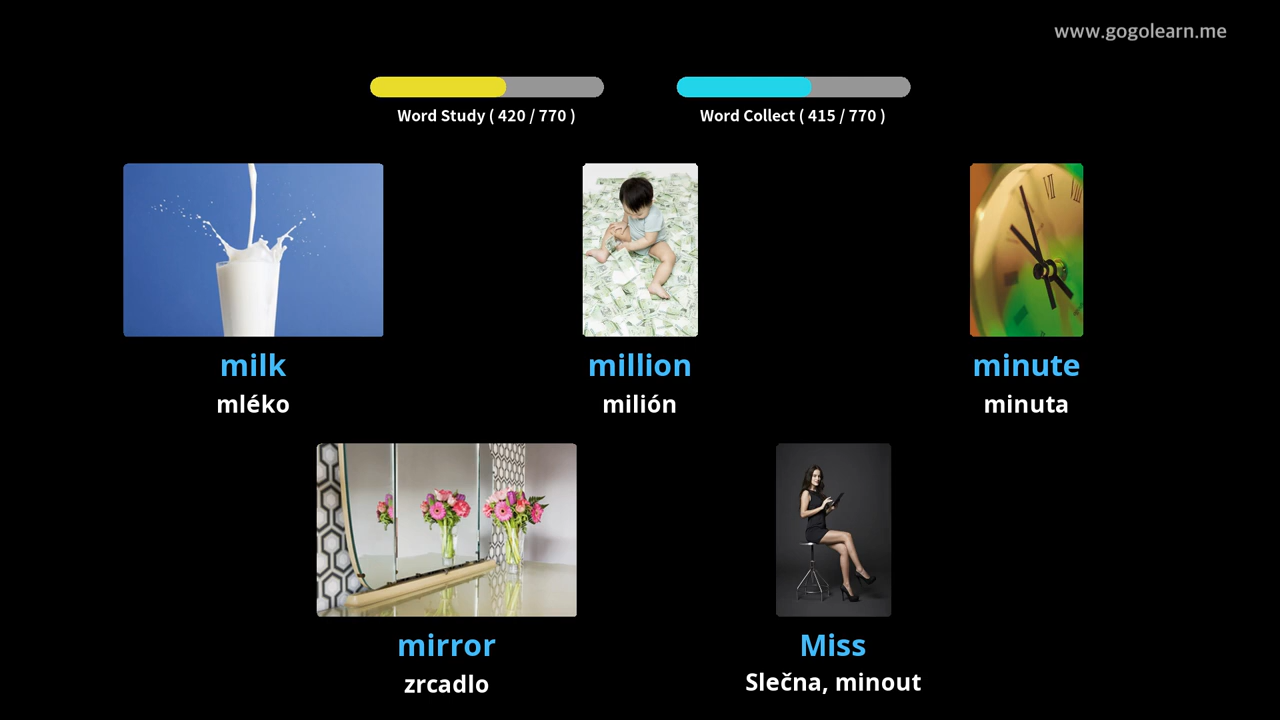 www.gogolearn.me
Word Study ( 420 / 770 )
Word Collect ( 415 / 770 )
milk
mléko
million
milión
minute
minuta
mirror
zrcadlo
Miss
Slečna, minout